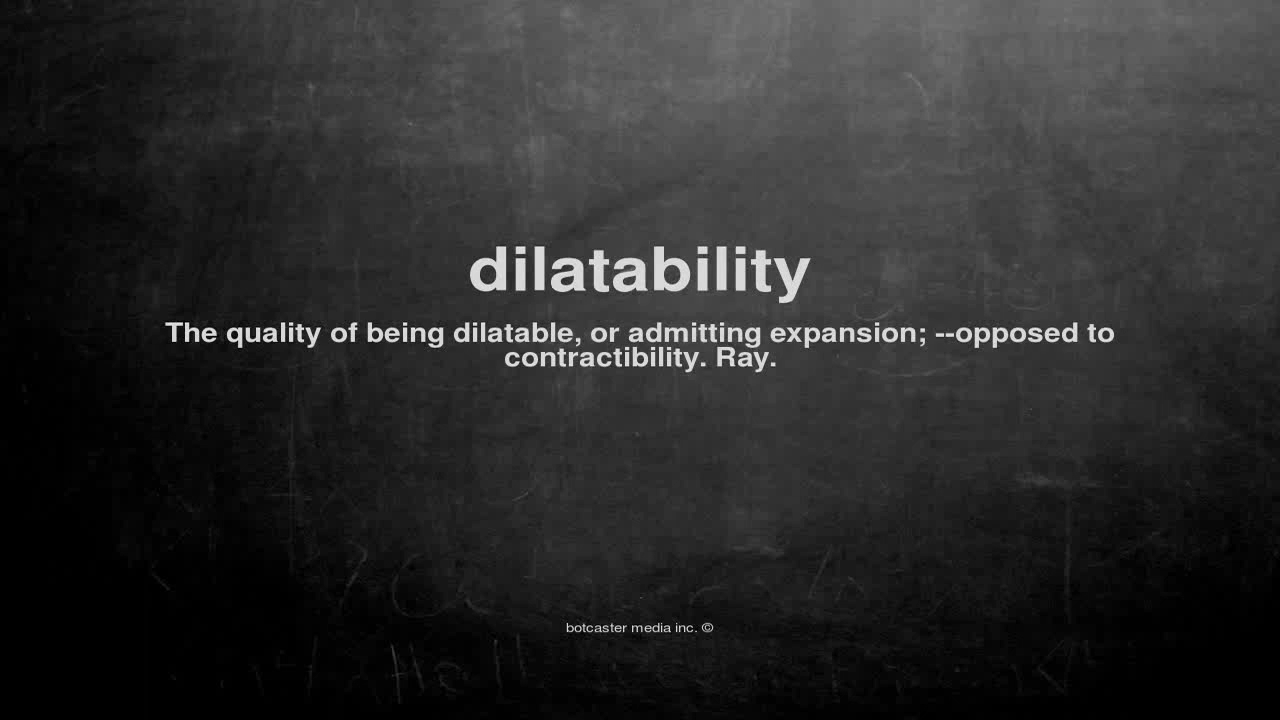 dilatability
The quality of being dilatable, or admitting expansion; --opposed to
contractibility. Ray.
botcaster media inc. ©